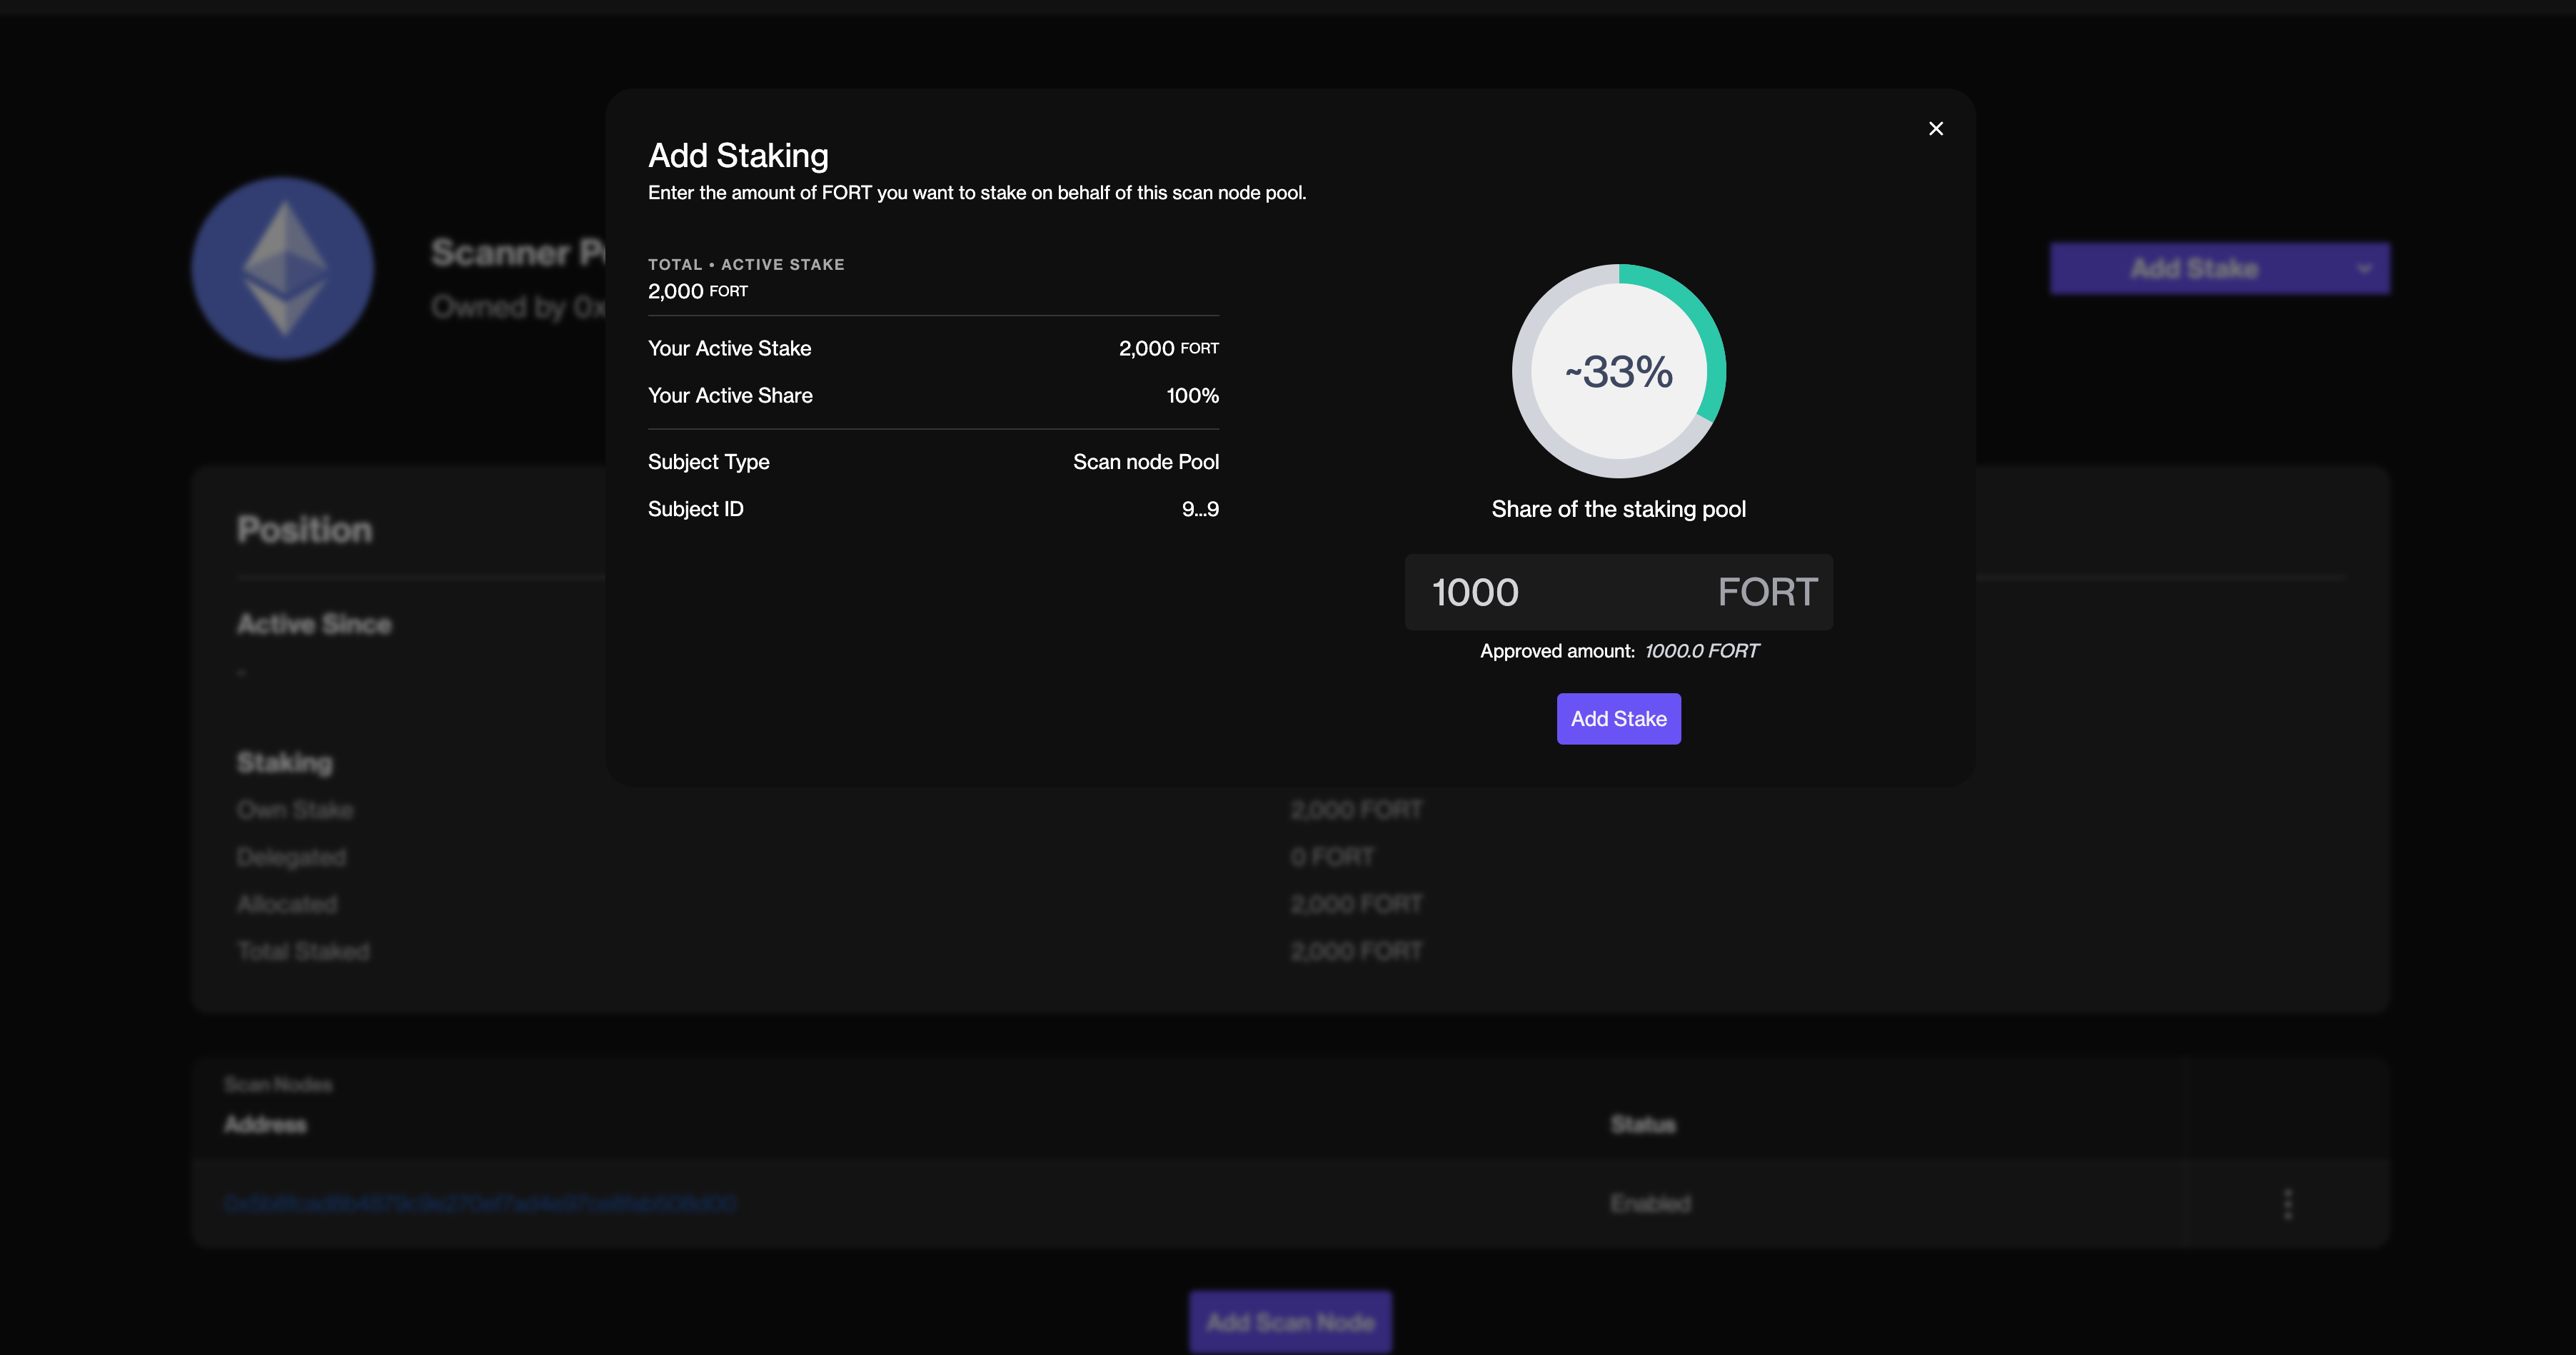 Add Staking
Enter the amount of FORT you want to stake on behalf of this scan node pool.
TOTAL • ACTIVE STAKE
2,000 FORT
Your Active Stake 2,000 FORT
Your Active Share 100%
Subject Type Scan node Pool
Subject ID 9...9
~33%
Share of the staking pool
1000 FORT
Approved amount: 1000.0 FORT
Add Stake
Scanner
Owned by
Add Stake
Position
Active Since
-
Staking
Own Stake 2,000 FORT
Delegated 0 FORT
Allocated 2,000 FORT
Total Staked 2,000 FORT
Scan Nodes
Address Status
Enabled
Add Scan Node